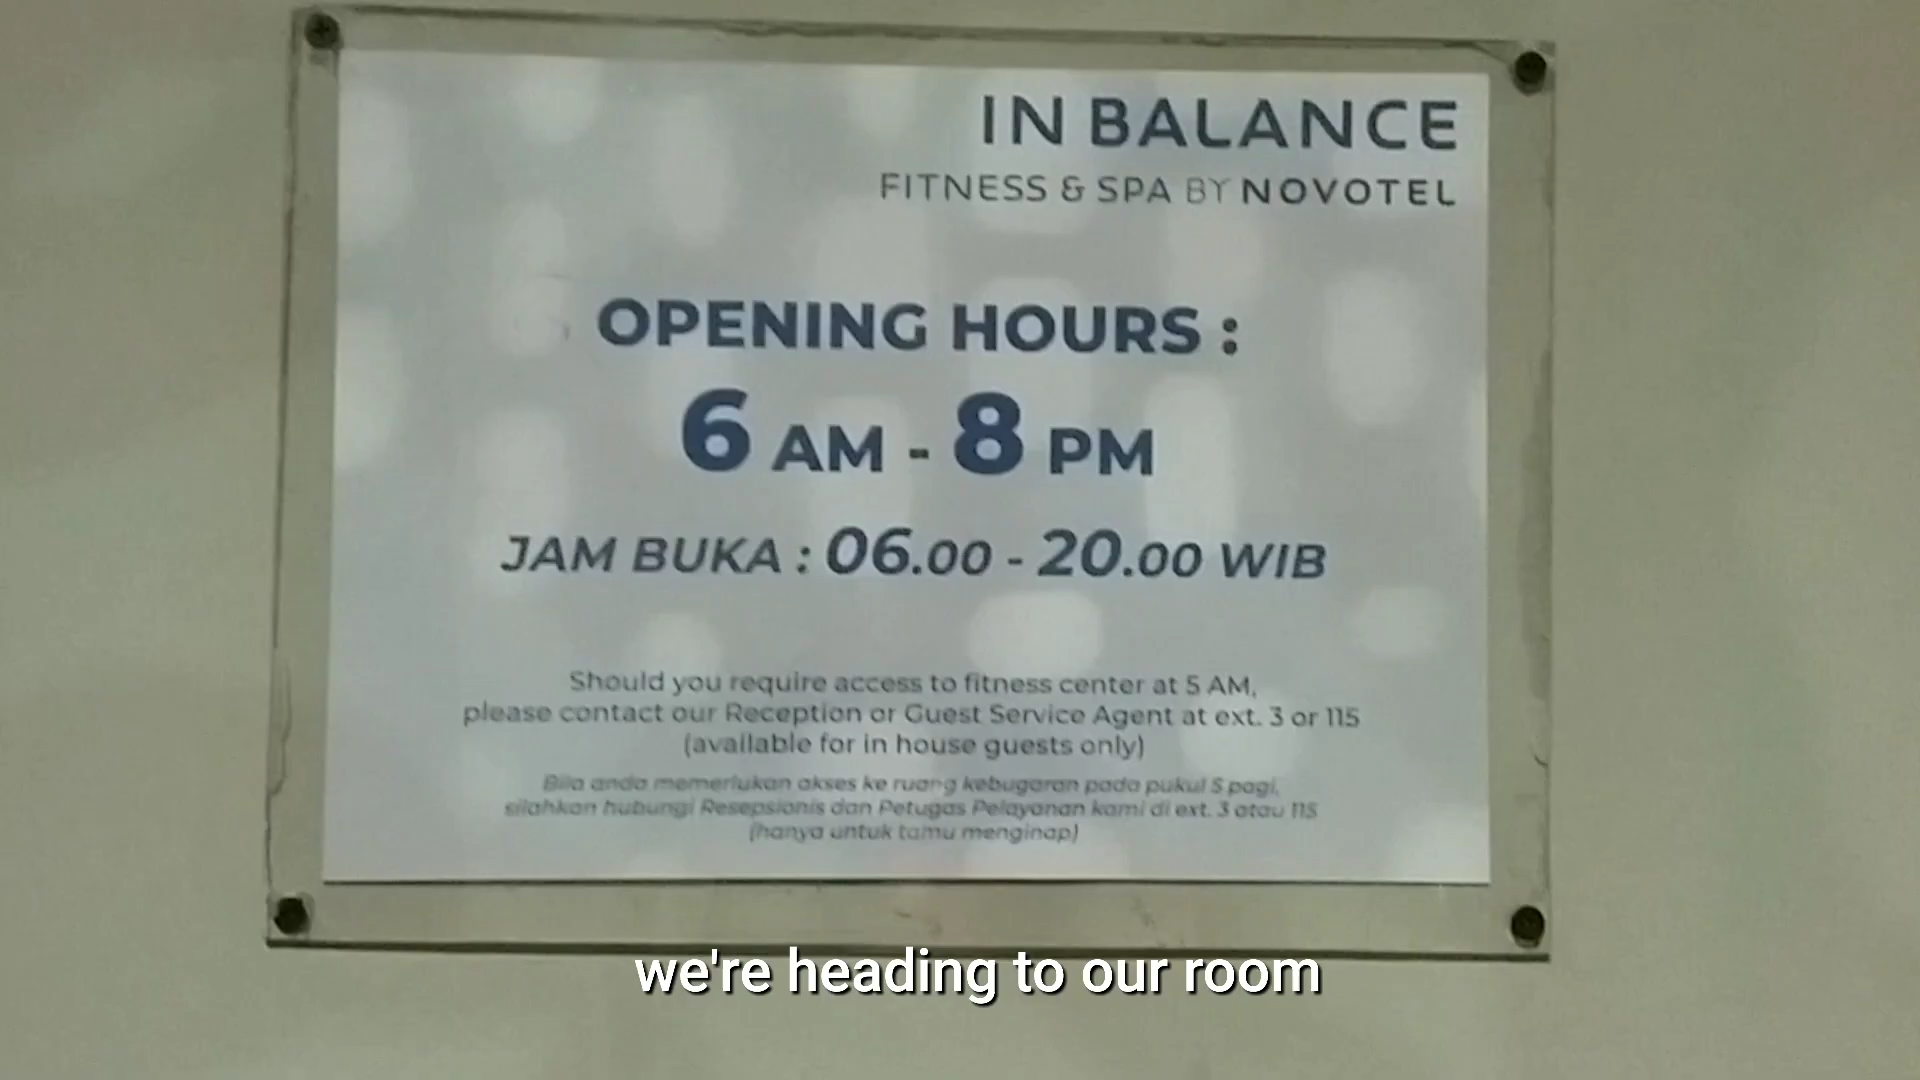 IN BALANCE
FITNESS & SPA BY NOVOTEL
OPENING HOURS :
6 AM - 8 PM
JAM BUKA : 06.00 - 20.00 WIB
Should you require access to fitness center at 5 AM,
please contact our Reception or Guest Service Agent at ext. 3 or 115
(available for in house guests only)
Bila anda memerlukan akses ke ruang kebugaran pada pukul 5 pagi,
silahkan hubungi Resepsionis dan Petugas Pelayanan kami di ext. 3 atau 115
(hanya untuk tamu menginap)
we're heading to our room